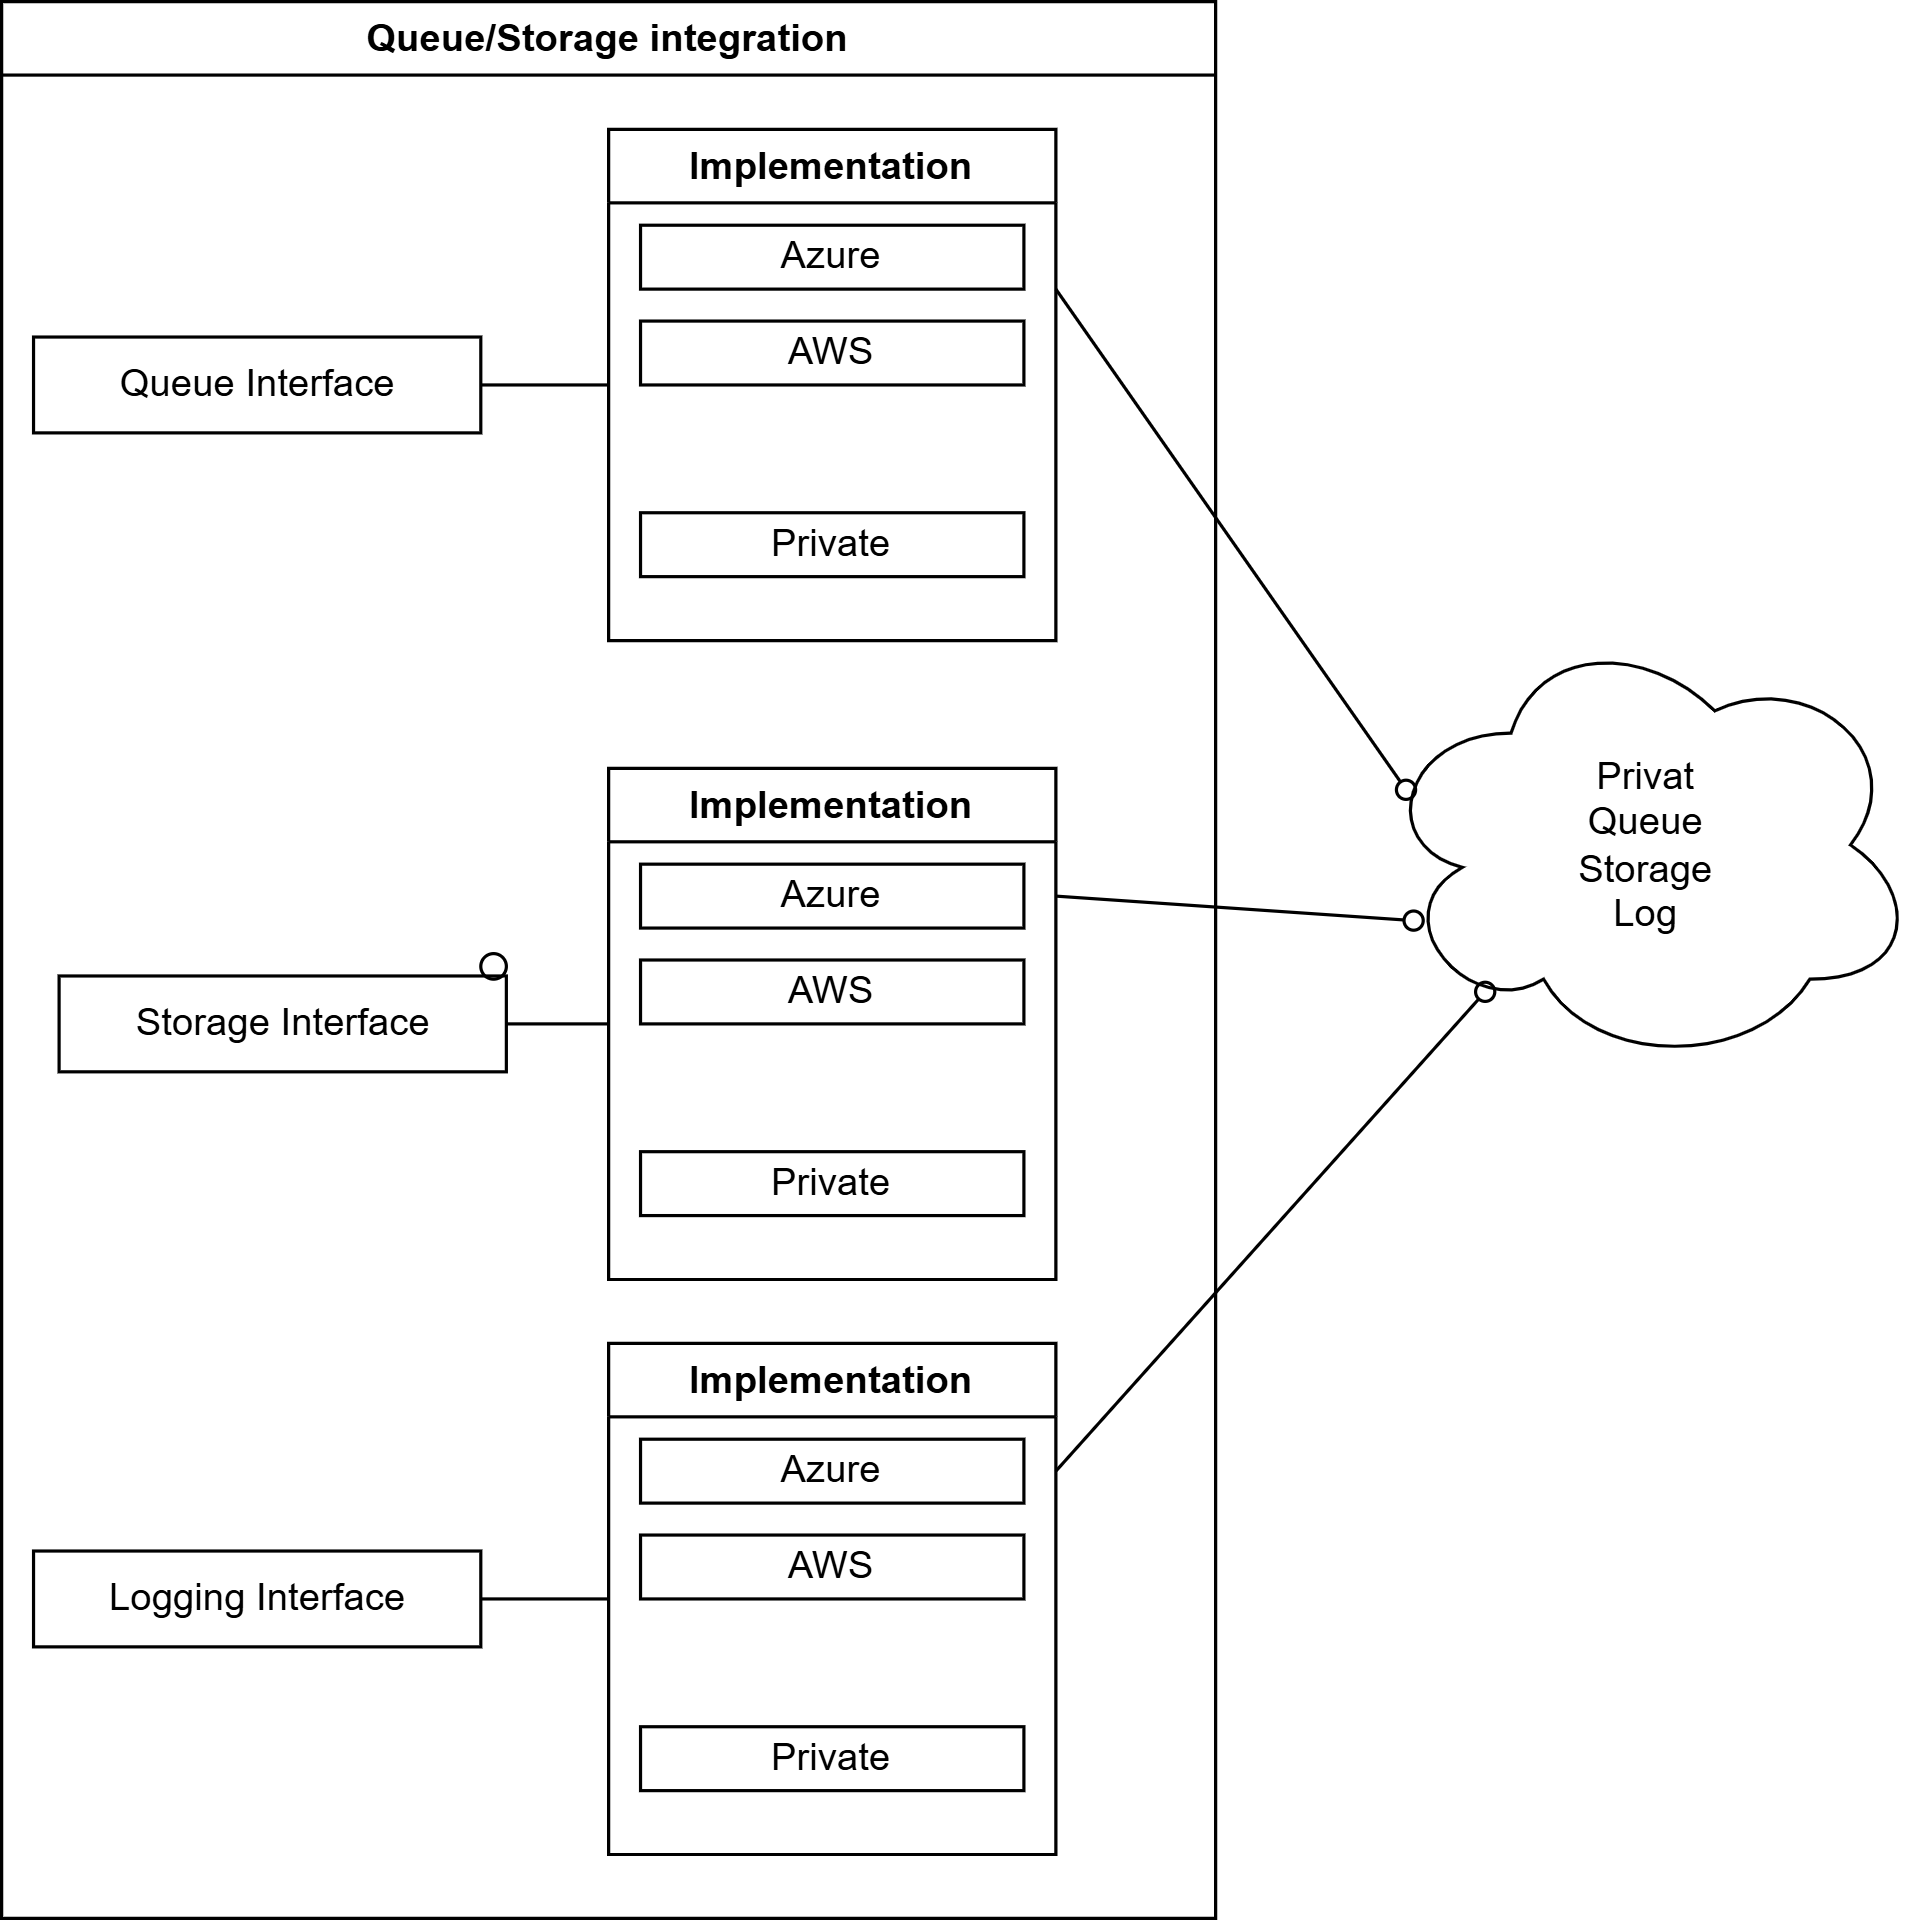 Queue/Storage integration
Implementation
Azure
AWS
Queue Interface
Private
Implementation
Azure
AWS
Storage Interface
Private
Implementation
Azure
AWS
Logging Interface
Private
Privat
Queue
Storage
Log